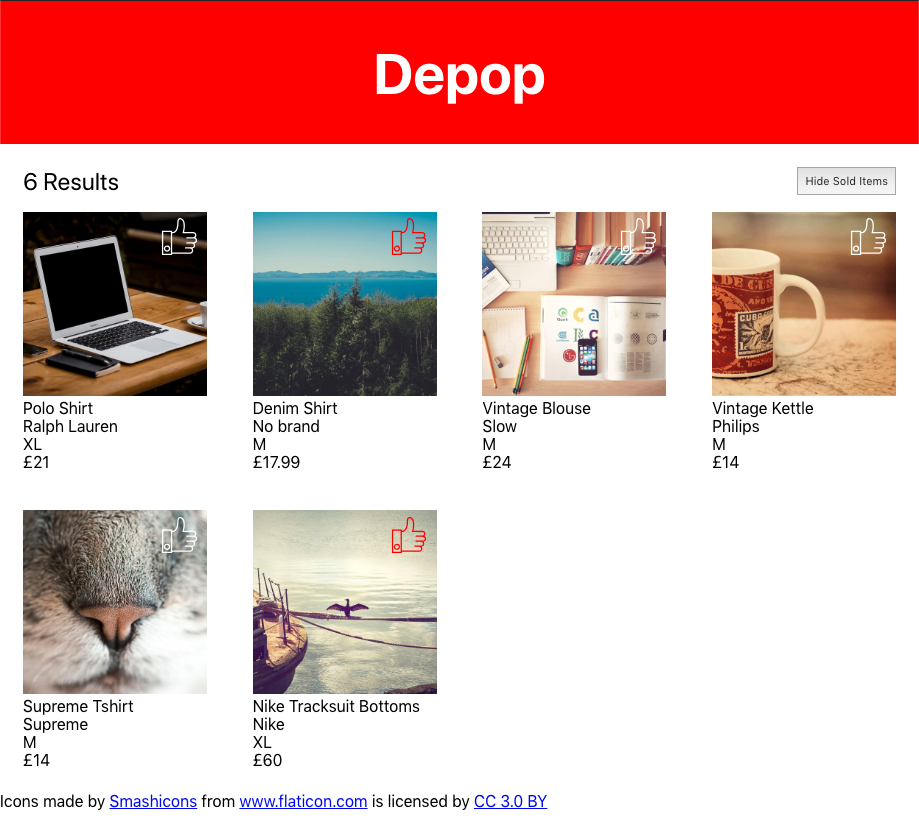 Depop
6 Results
Hide Sold Items
Polo Shirt
Ralph Lauren
XL
£21
Denim Shirt
No brand
M
£17.99
Vintage Blouse
Slow
M
£24
Vintage Kettle
Philips
M
£14
Supreme Tshirt
Supreme
M
£14
Nike Tracksuit Bottoms
Nike
XL
£60
Icons made by Smashicons from www.flaticon.com is licensed by CC 3.0 BY